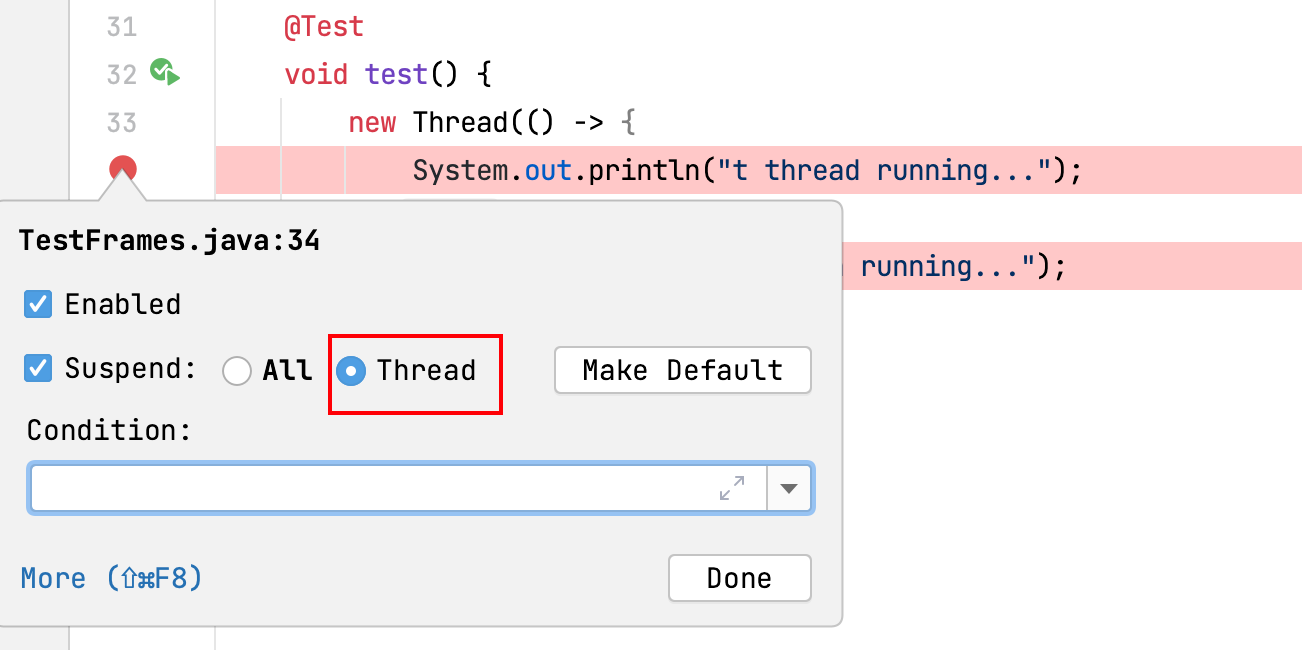 31 @Test
32 void test() {
33 new Thread(() -> {
System.out.println("t thread running...");
TestFrames.java:34
running...");
Enabled
Suspend: All Thread Make Default
Condition:
More (⇧⌘F8) Done